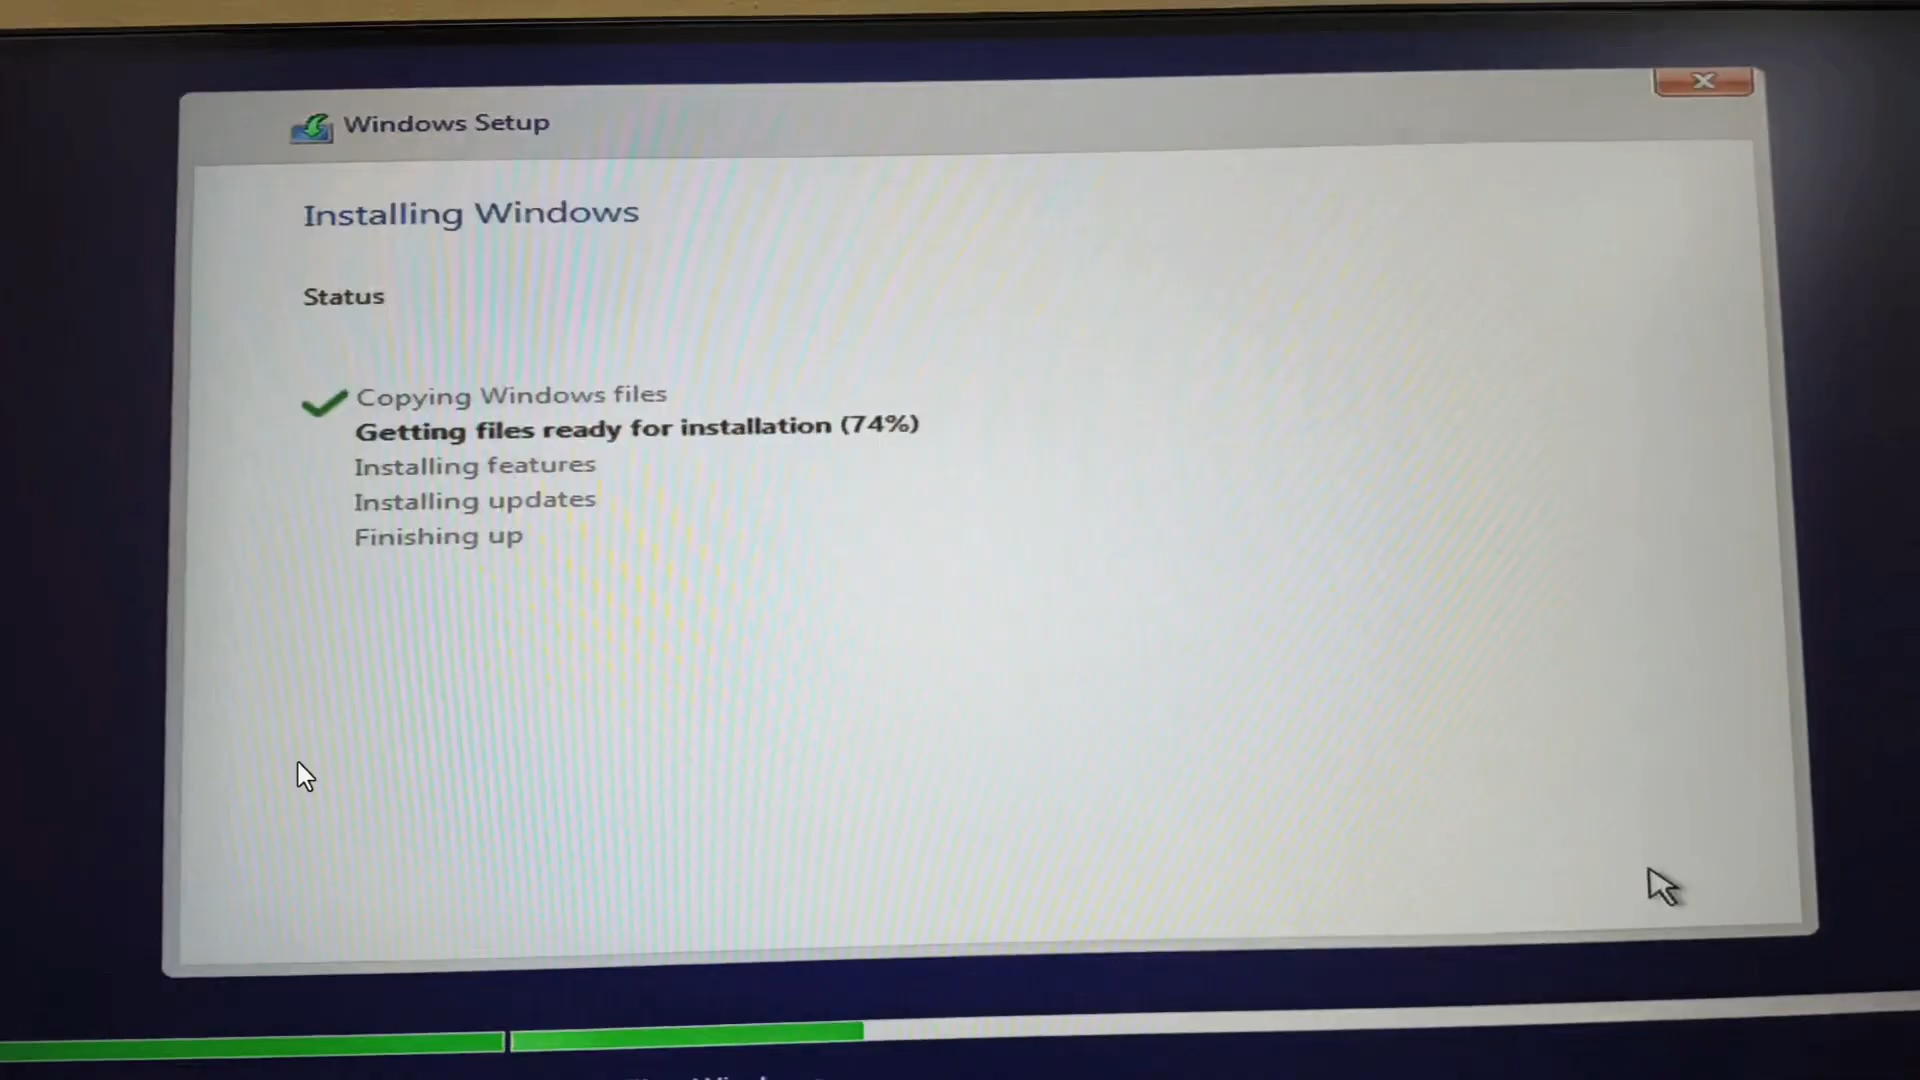 Windows Setup
Installing Windows
Status
Copying Windows files
Getting files ready for installation (74%)
Installing features
Installing updates
Finishing up